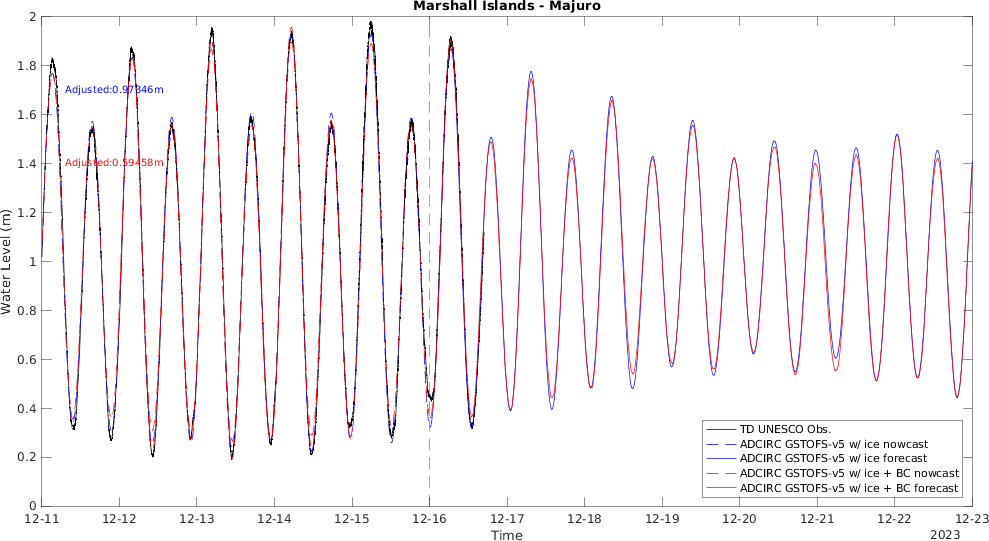 Marshall Islands - Majuro
2
1.8
1.6
1.4
1.2
1
0.8
0.6
0.4
0.2
0
Water Level (m)
Adjusted:0.97346m
Adjusted:0.59458m
TD UNESCO Obs.
ADCIRC GSTOFS-v5 w/ ice nowcast
ADCIRC GSTOFS-v5 w/ ice forecast
ADCIRC GSTOFS-v5 w/ ice + BC nowcast
ADCIRC GSTOFS-v5 w/ ice + BC forecast
12-11 12-12 12-13 12-14 12-15 12-16 12-17 12-18 12-19 12-20 12-21 12-22 12-23
Time
2023